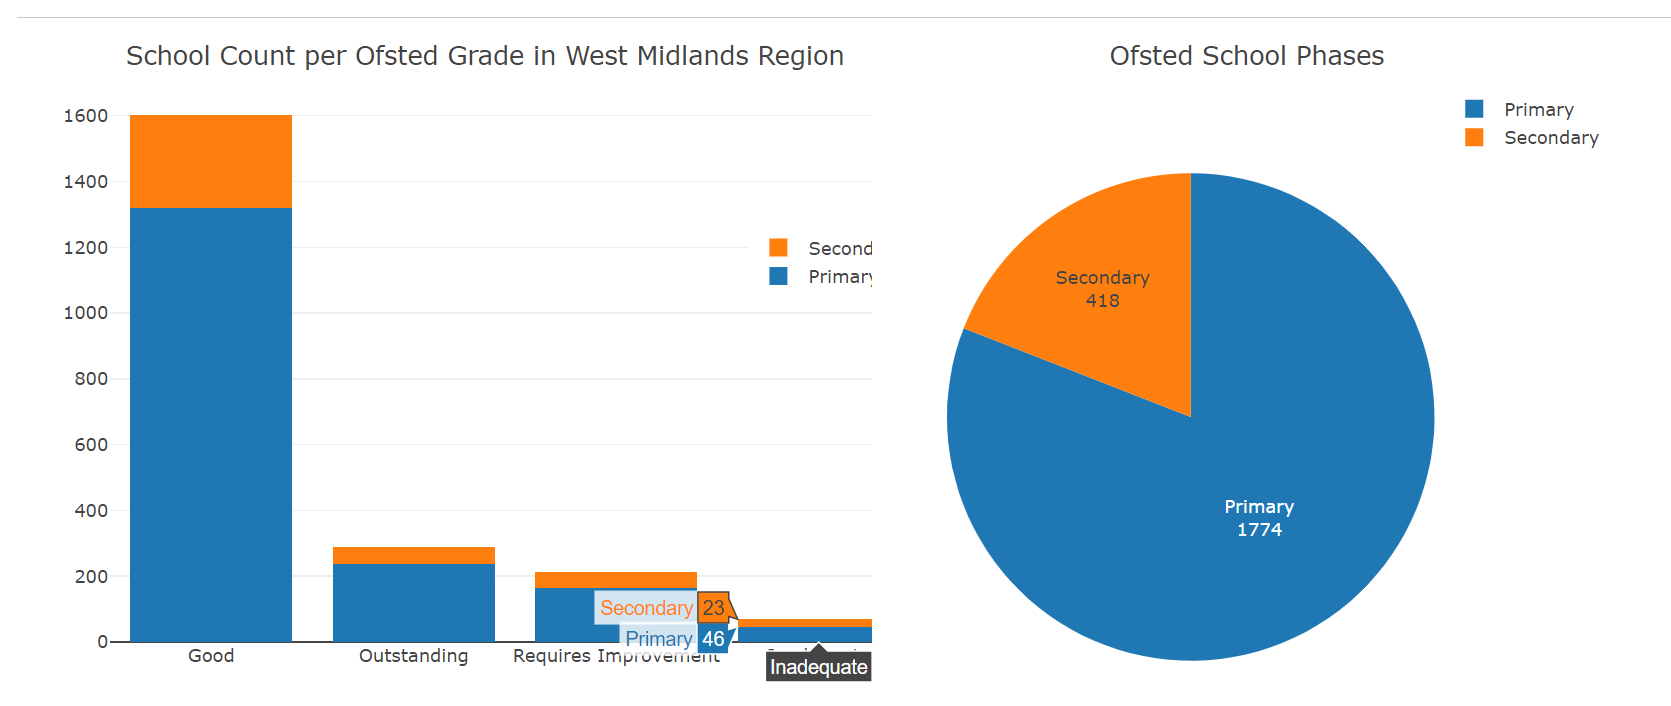 School Count per Ofsted Grade in West Midlands Region
1600
1400
1200
1000
800
600
400
200
0
Second
Primary
Secondary 23
Primary 46
Good
Outstanding
Requires Improvement
Inadequate
Ofsted School Phases
Primary
Secondary
Secondary
418
Primary
1774